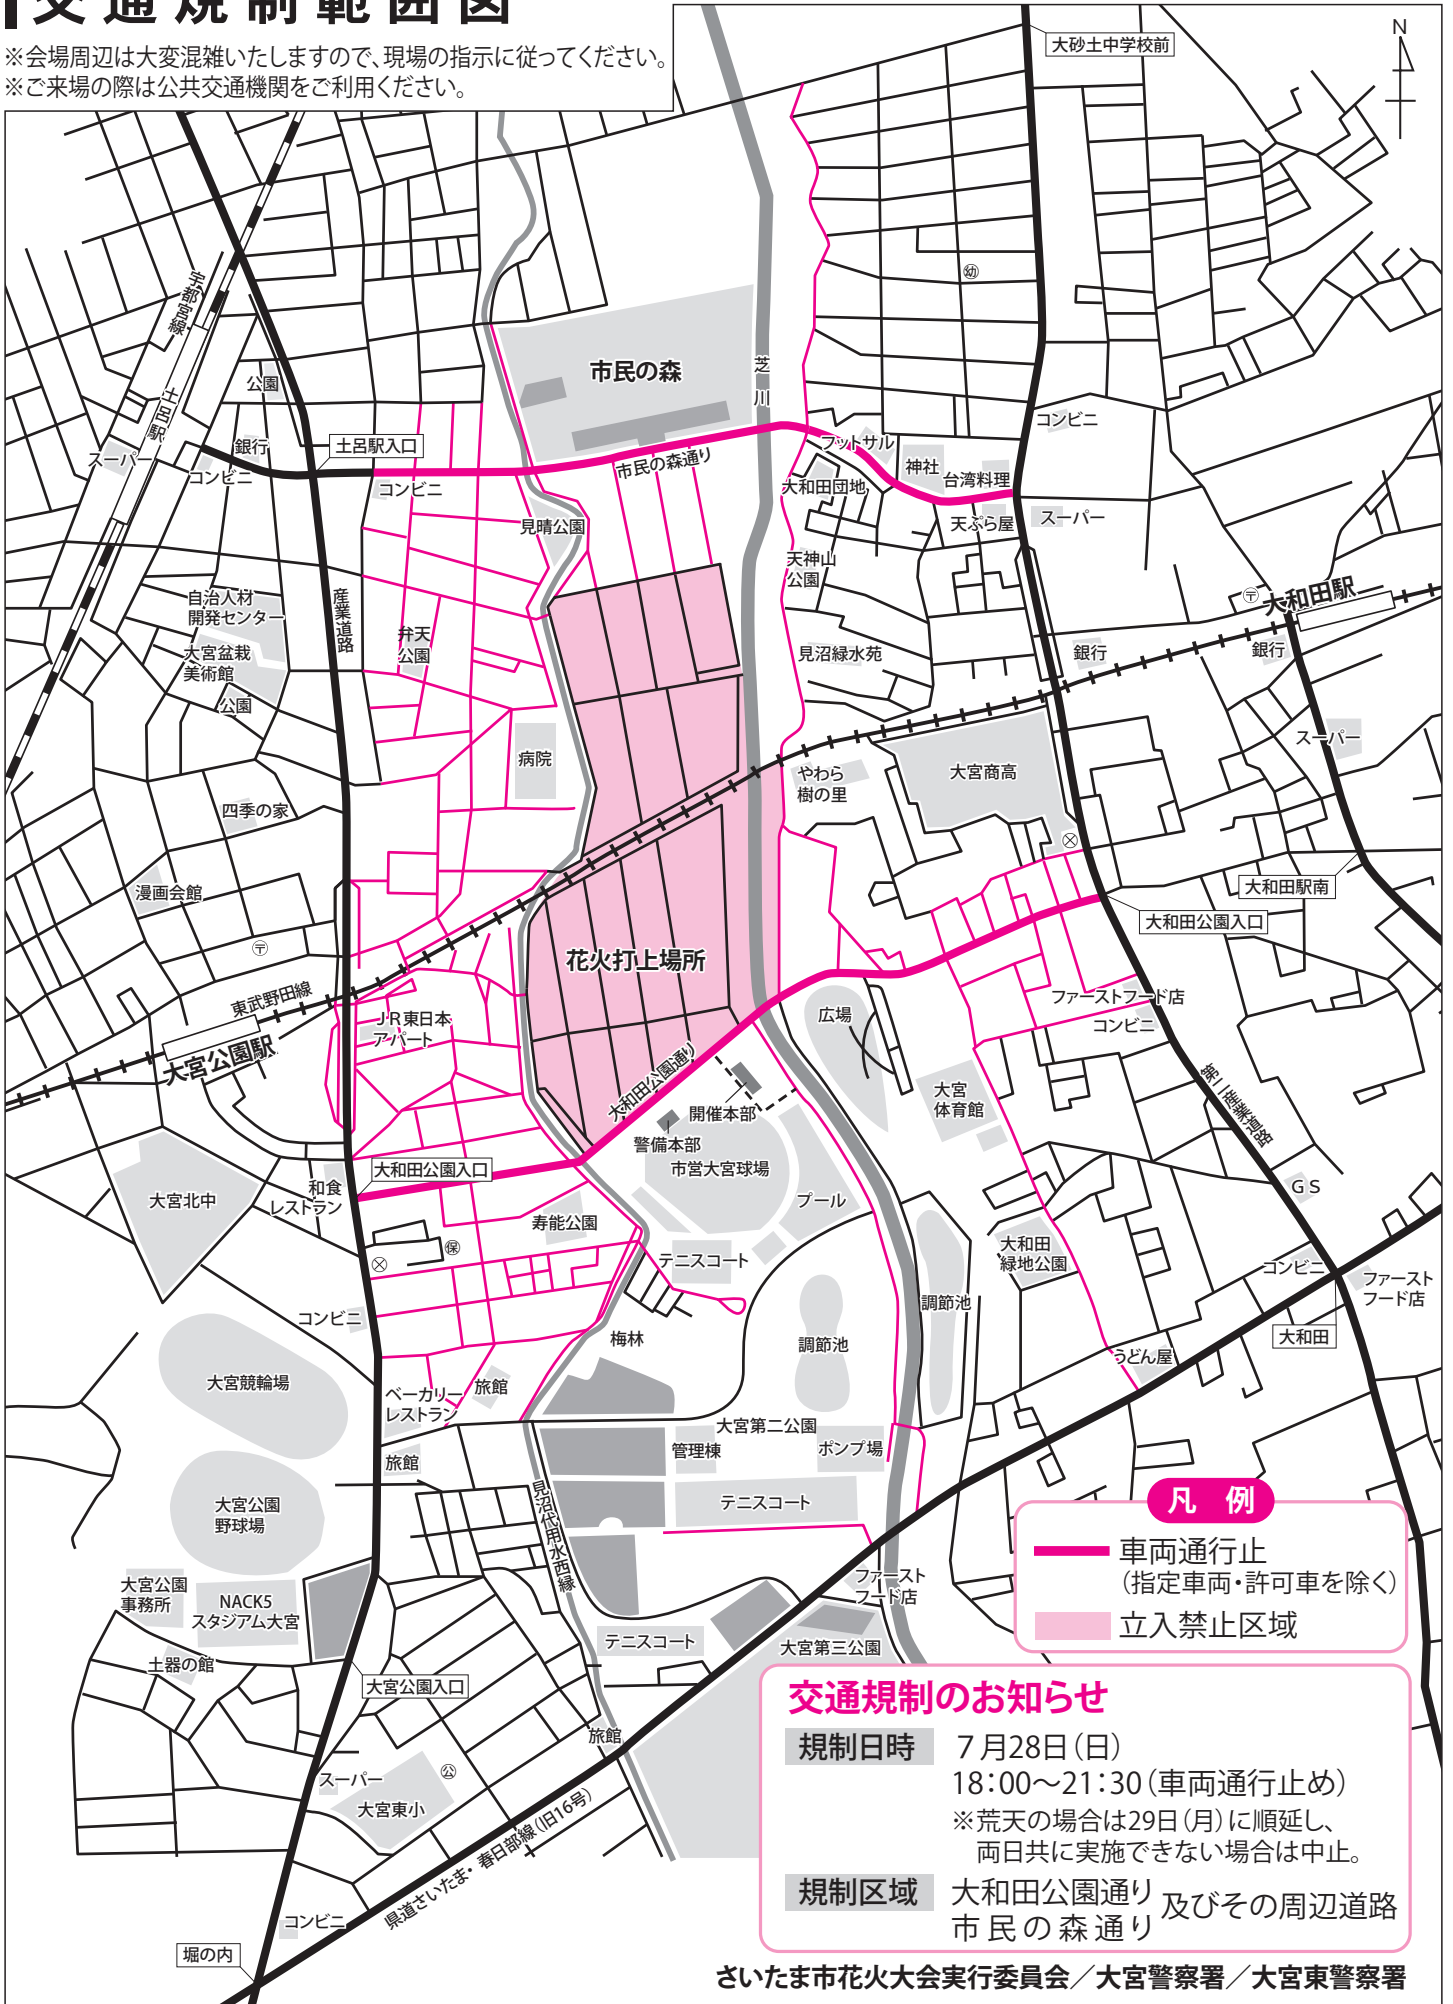 交通規制範囲図
※会場周辺は大変混雑いたしますので、現場の指示に従ってください。
※ご来場の際は公共交通機関をご利用ください。
N
大砂土中学校前
宇都宮線
幼
市民の森
芝川
公園
土呂駅
コンビニ
銀行
土呂駅入口
スーパー
コンビニ
コンビニ
市民の森通り
フットサル
神社
台湾料理
大和田団地
天ぷら屋
スーパー
見晴公園
天神山
公園
自治人材
開発センター
産業道路
〒
大和田駅
弁天
公園
大宮盆栽
美術館
見沼緑水苑
銀行
銀行
公園
スーパー
病院
やわら
樹の里
大宮商高
四季の家
漫画会館
大和田駅南
大和田公園入口
〒
花火打上場所
東武野田線
ファーストフード店
コンビニ
JR東日本
アパート
広場
大宮公園駅
大和田公園通り
開催本部
大宮
体育館
第二産業道路
警備本部
市営大宮球場
大和田公園入口
和食
レストラン
大宮北中
プール
GS
寿能公園
保
テニスコート
大和田
緑地公園
コンビニ
ファースト
フード店
コンビニ
調節池
大和田
梅林
調節池
うどん屋
大宮競輪場
ベーカリー
レストラン
旅館
大宮第二公園
管理棟
ポンプ場
旅館
テニスコート
大宮公園
野球場
見沼代用水西縁
凡例
車両通行止
(指定車両・許可車を除く)
立入禁止区域
ファースト
フード店
大宮公園
事務所
NACK5
スタジアム大宮
テニスコート
大宮第三公園
土器の館
大宮公園入口
旅館
スーパー
公
大宮東小
県道さいたま・春日部線(旧16号)
コンビニ
堀の内
交通規制のお知らせ
規制日時 7月28日(日)
18:00～21:30(車両通行止め)
※荒天の場合は29日(月)に順延し、
両日共に実施できない場合は中止。
規制区域 大和田公園通り
市民の森通り 及びその周辺道路
さいたま市花火大会実行委員会／大宮警察署／大宮東警察署